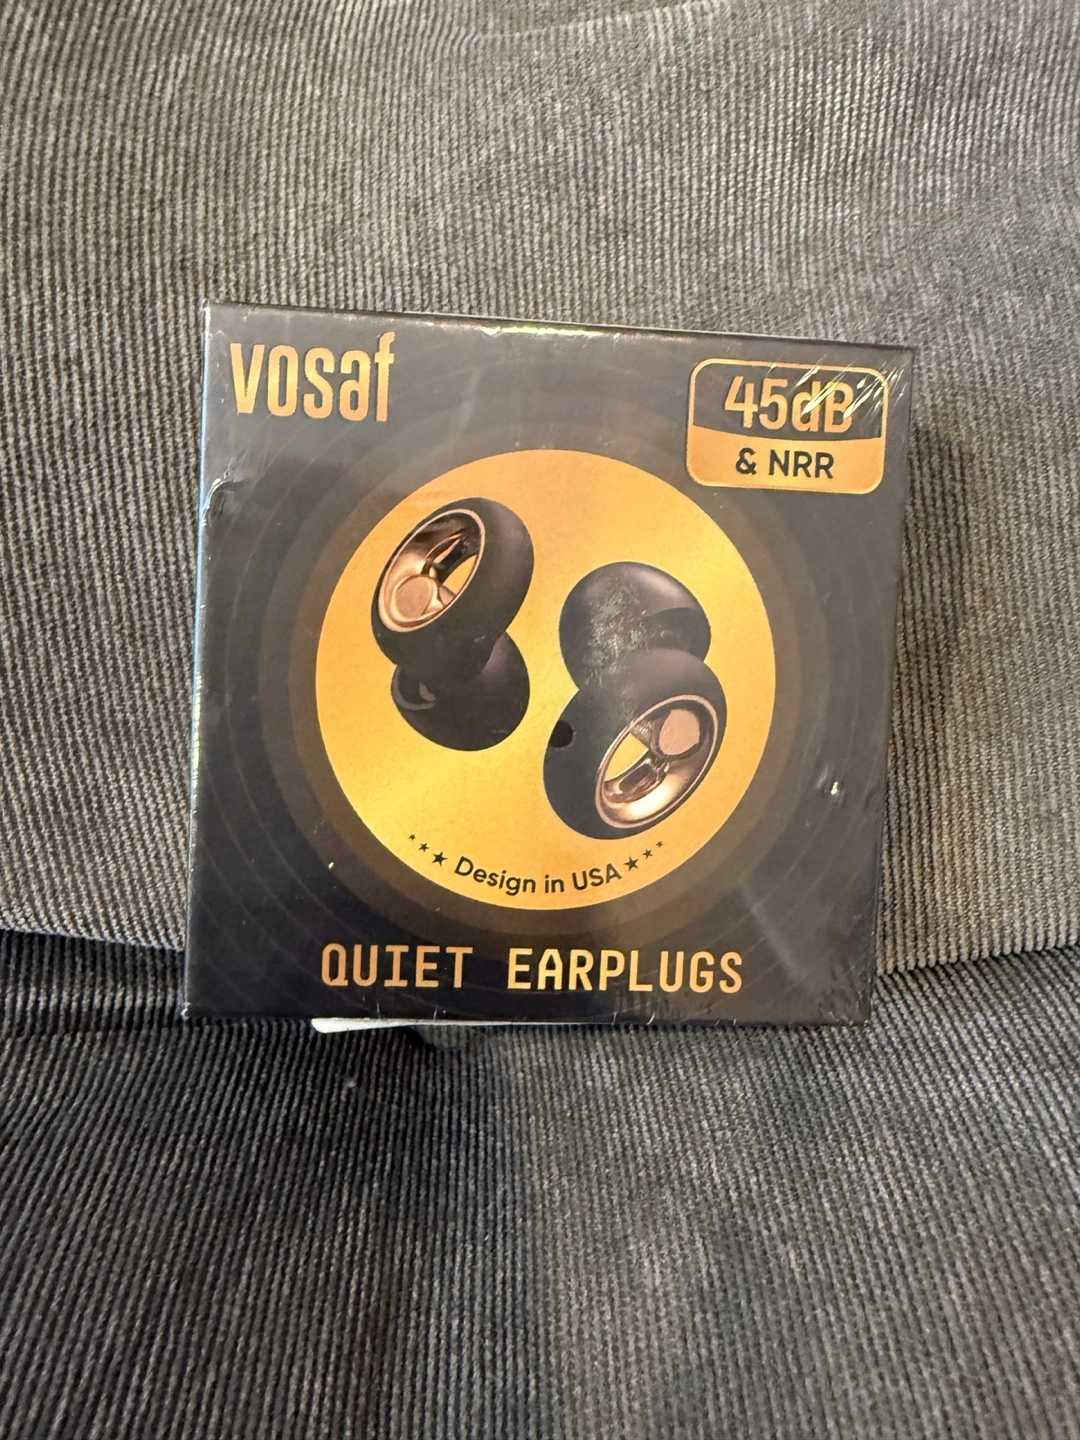 vosaf
45dB
& NRR
Design in USA
QUIET EARPLUGS